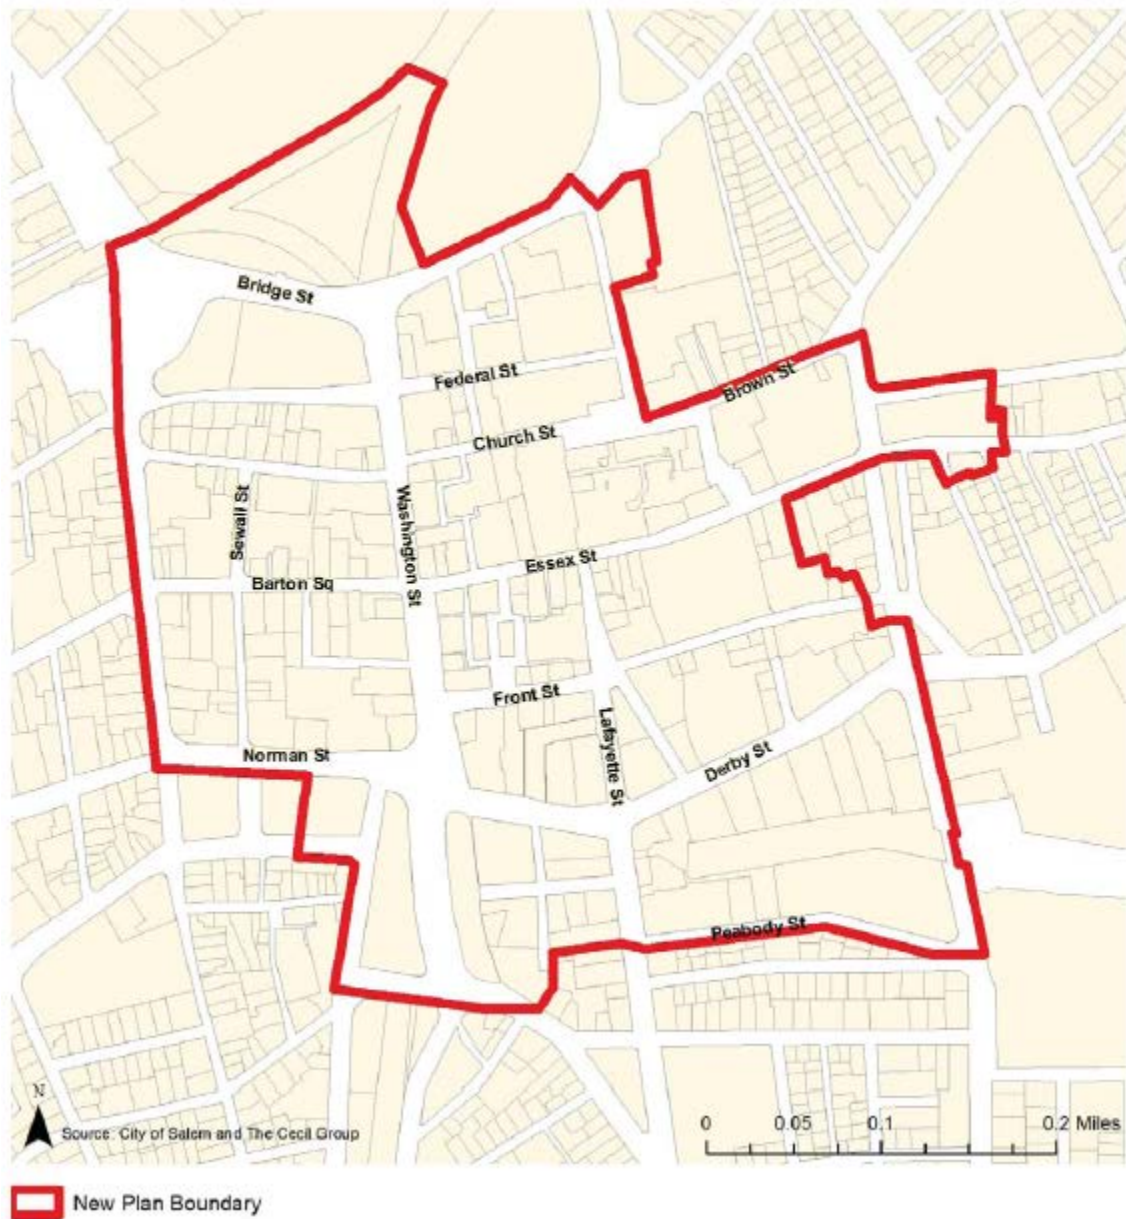 Bridge St
Federal St
Brown St
Church St
Sewall St
Washington St
Essex St
Barton Sq
Front St
Lafayette St
Norman St
Derby St
Peabody St
N
Source: City of Salem and The Cecil Group
0 0.05 0.1 0.2 Miles
New Plan Boundary